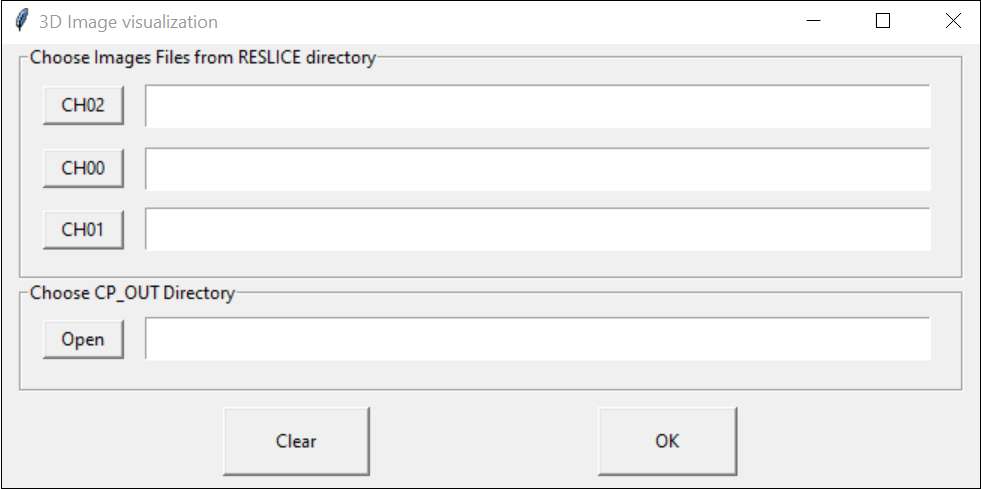 3D Image visualization
Choose Images Files from RESLICE directory
CH02
CH00
CH01
Choose CP_OUT Directory
Open
Clear
OK